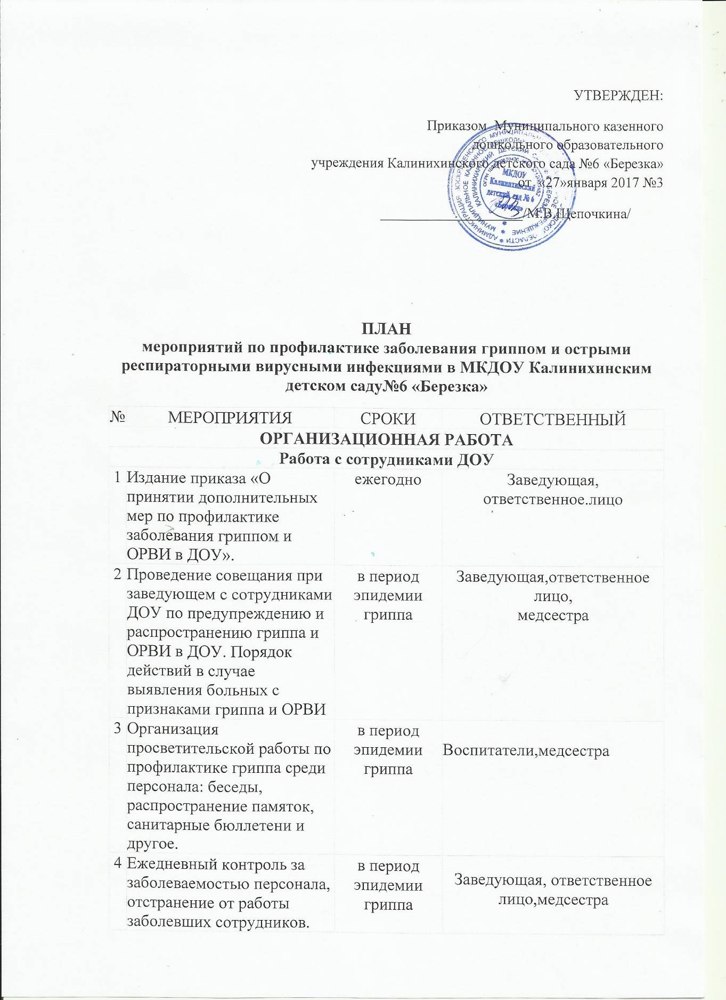 УТВЕРЖДЕН:
Приказом Муниципального казенного
дошкольного образовательного
учреждения Калинихинского детского сада №6 «Березка»
от «27»января 2017 №3
/М.В.Щепочкина/
МКДОУ
Калинихинский
детский сад № 6
«Березка»
ПЛАН
мероприятий по профилактике заболевания гриппом и острыми
респираторными вирусными инфекциями в МКДОУ Калинихинским
детском саду№6 «Березка»
№ МЕРОПРИЯТИЯ СРОКИ ОТВЕТСТВЕННЫЙ
ОРГАНИЗАЦИОННАЯ РАБОТА
Работа с сотрудниками ДОУ
1 Издание приказа «О
принятии дополнительных
мер по профилактике
заболевания гриппом и
ОРВИ в ДОУ».
ежегодно
Заведующая,
ответственное.лицо
2 Проведение совещания при
заведующем с сотрудниками
ДОУ по предупреждению и
распространению гриппа и
ОРВИ в ДОУ. Порядок
действий в случае
выявления больных с
признаками гриппа и ОРВИ
в период
эпидемии
гриппа
Заведующая,ответственное
лицо,
медсестра
3 Организация
просветительской работы по
профилактике гриппа среди
персонала: беседы,
распространение памяток,
санитарные бюллетени и
другое.
в период
эпидемии
гриппа
Воспитатели,медсестра
4 Ежедневный контроль за
заболеваемостью персонала,
отстранение от работы
заболевших сотрудников.
в период
эпидемии
гриппа
Заведующая, ответственное
лицо,медсестра